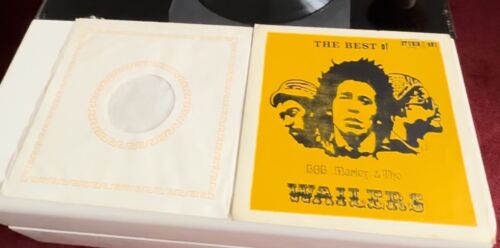 THE BEST of
BOB Marley & The
WAILERS